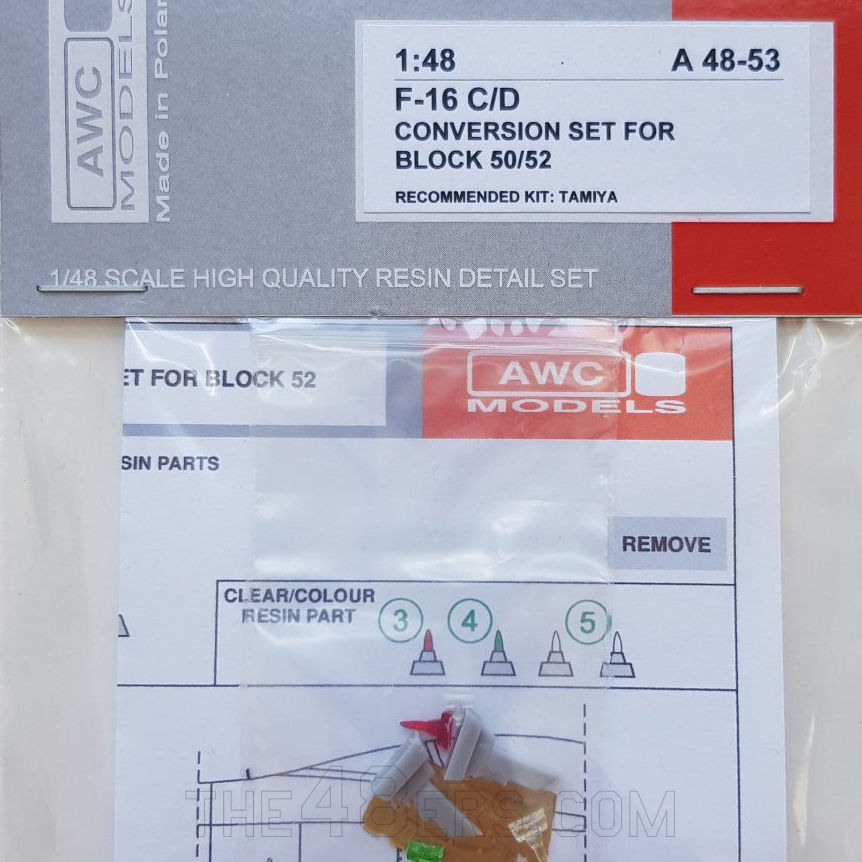 AWC
MODELS
Made in Polan
1:48 A 48-53
F-16 C/D
CONVERSION SET FOR
BLOCK 50/52
RECOMMENDED KIT: TAMIYA
1/48 SCALE HIGH QUALITY RESIN DETAIL SET
ET FOR BLOCK 52
AWC
MODELS
SIN PARTS
REMOVE
CLEAR/COLOUR
RESIN PART
3 4 5
THE48ERS.COM